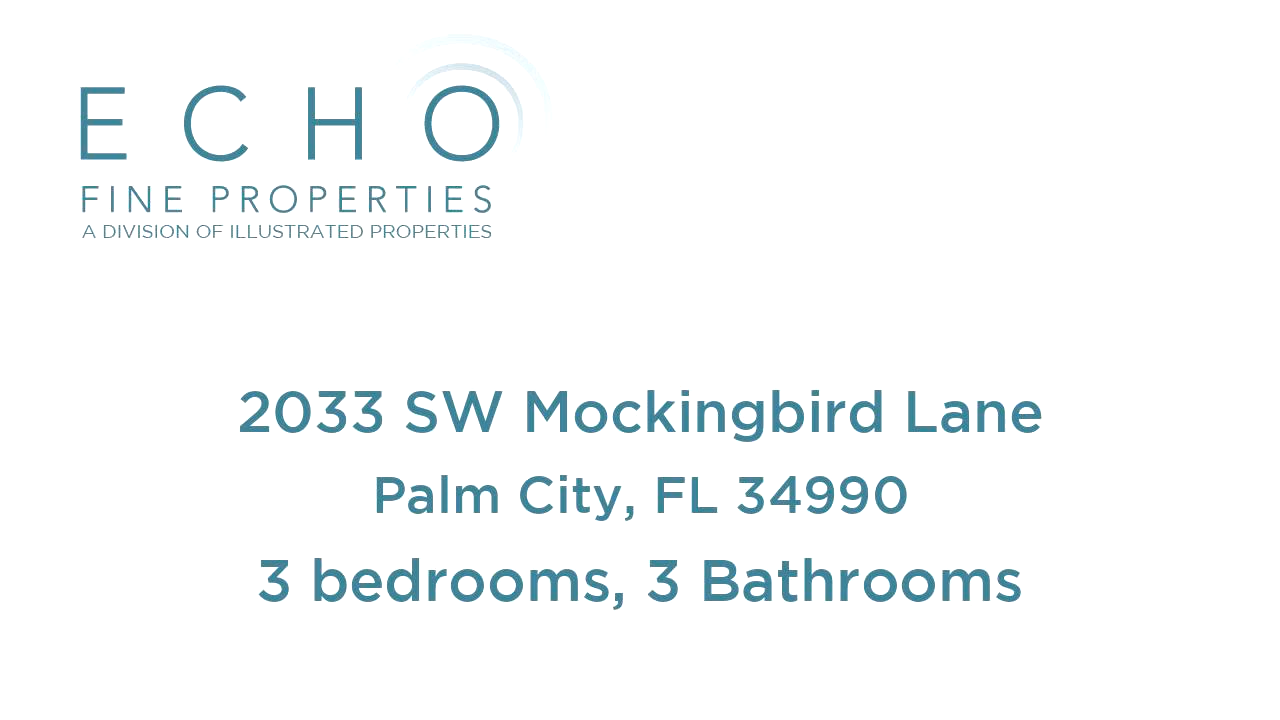 ECHO
FINE PROPERTIES
A DIVISION OF ILLUSTRATED PROPERTIES
2033 SW Mockingbird Lane
Palm City, FL 34990
3 bedrooms, 3 Bathrooms